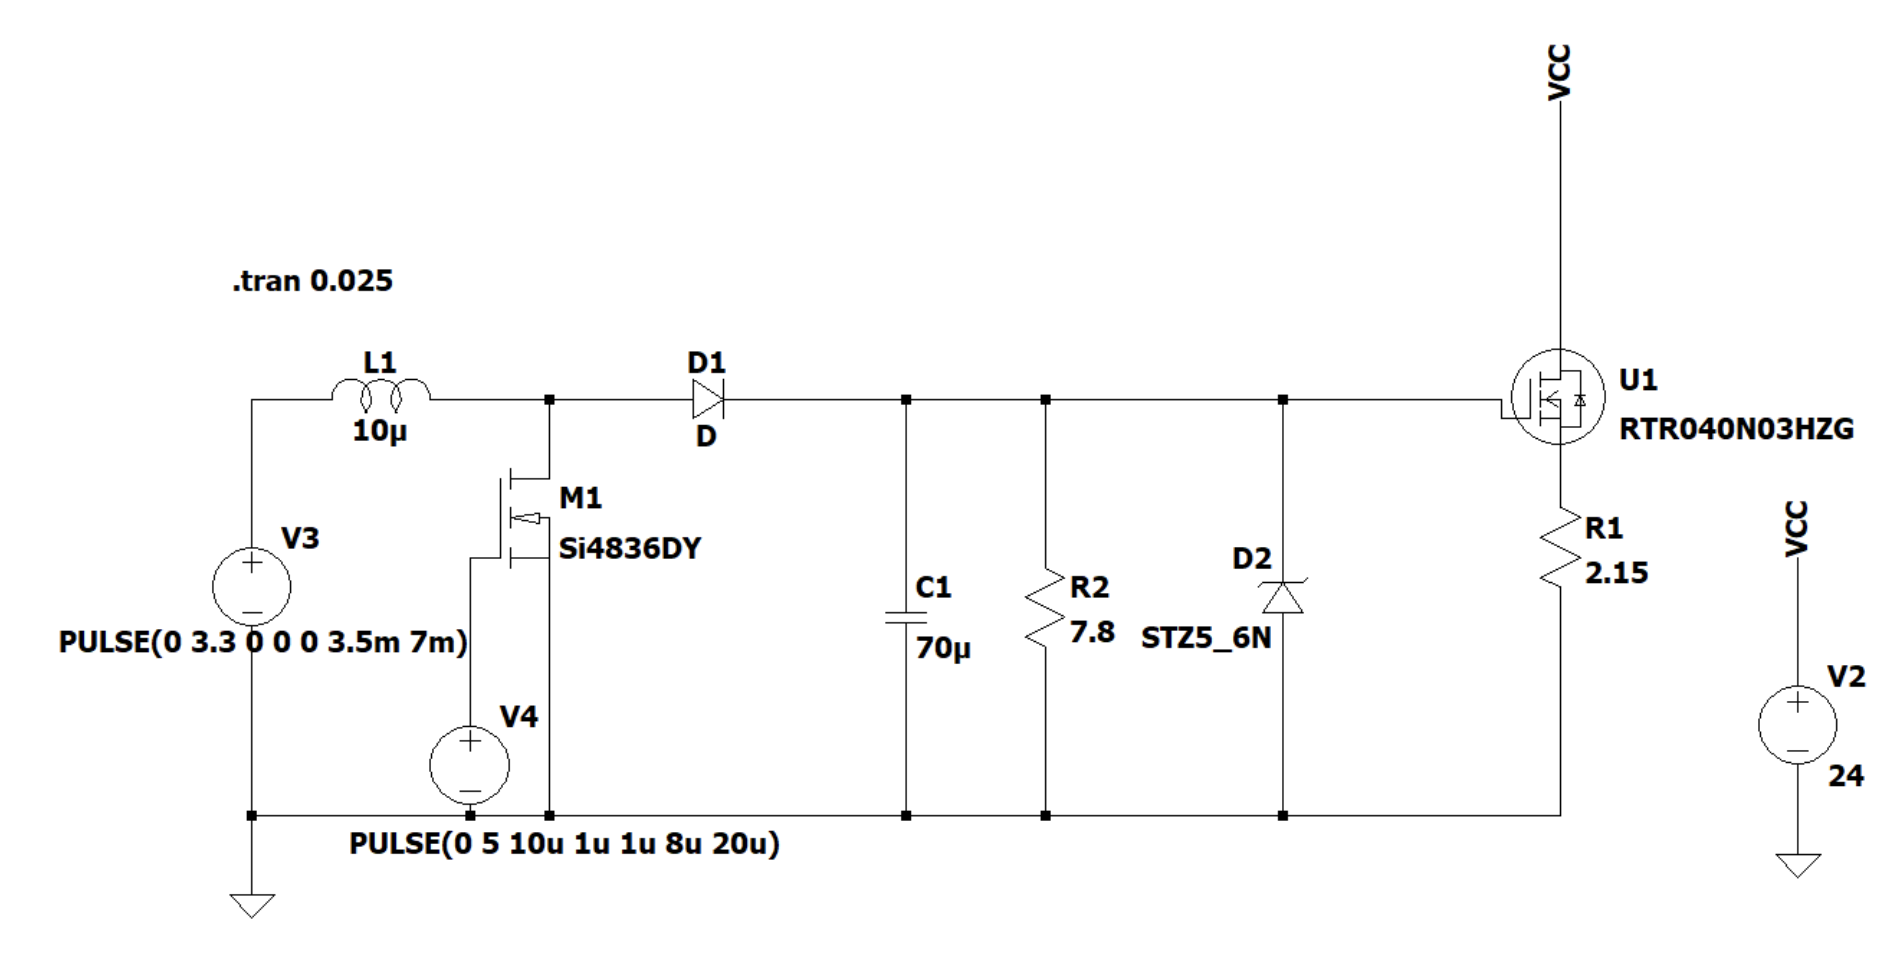 VCC
.tran 0.025
L1
10µ
D1
D
U1
RTR040N03HZG
M1
Si4836DY
V3
PULSE(0 3.3 0 0 0 3.5m 7m)
V4
PULSE(0 5 10u 1u 1u 8u 20u)
C1
70µ
R2
7.8
D2
STZ5_6N
R1
2.15
VCC
V2
24